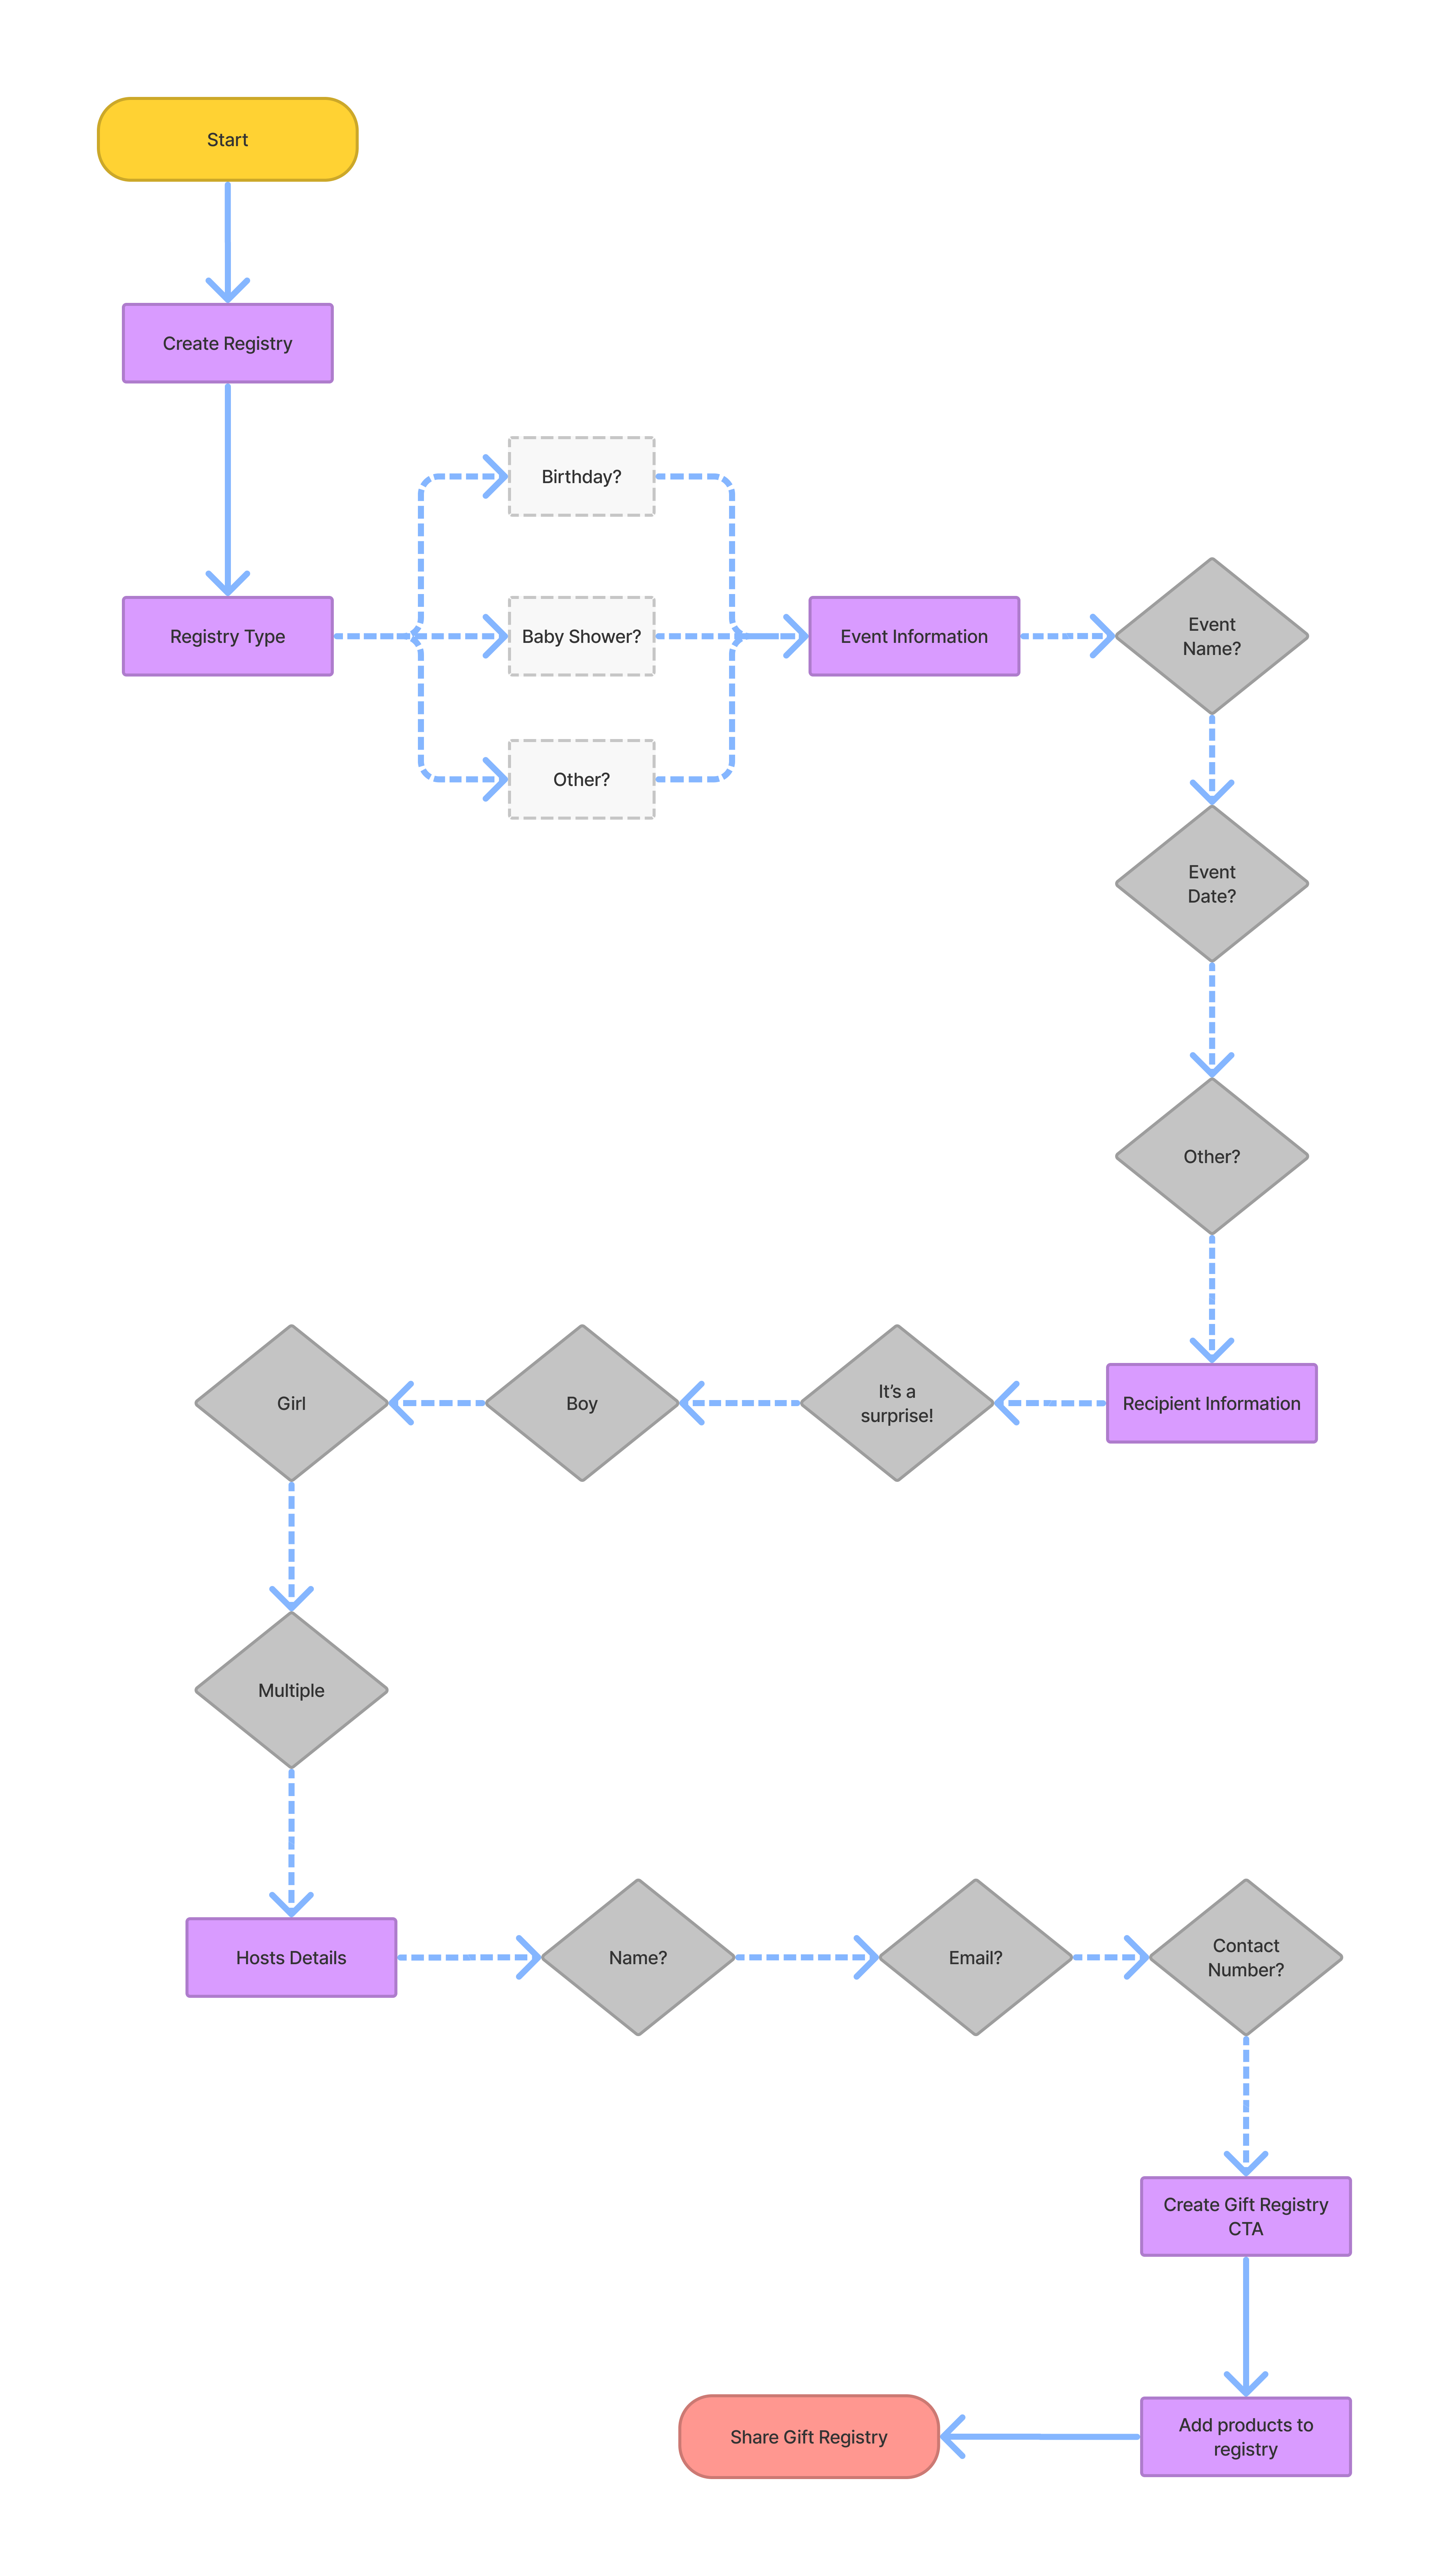 Start
Create Registry
Birthday?
Registry Type
Baby Shower?
Event Information
Event
Name?
Other?
Event
Date?
Other?
Girl
Boy
It's a
surprise!
Recipient Information
Multiple
Hosts Details
Name?
Email?
Contact
Number?
Create Gift Registry
CTA
Share Gift Registry
Add products to
registry